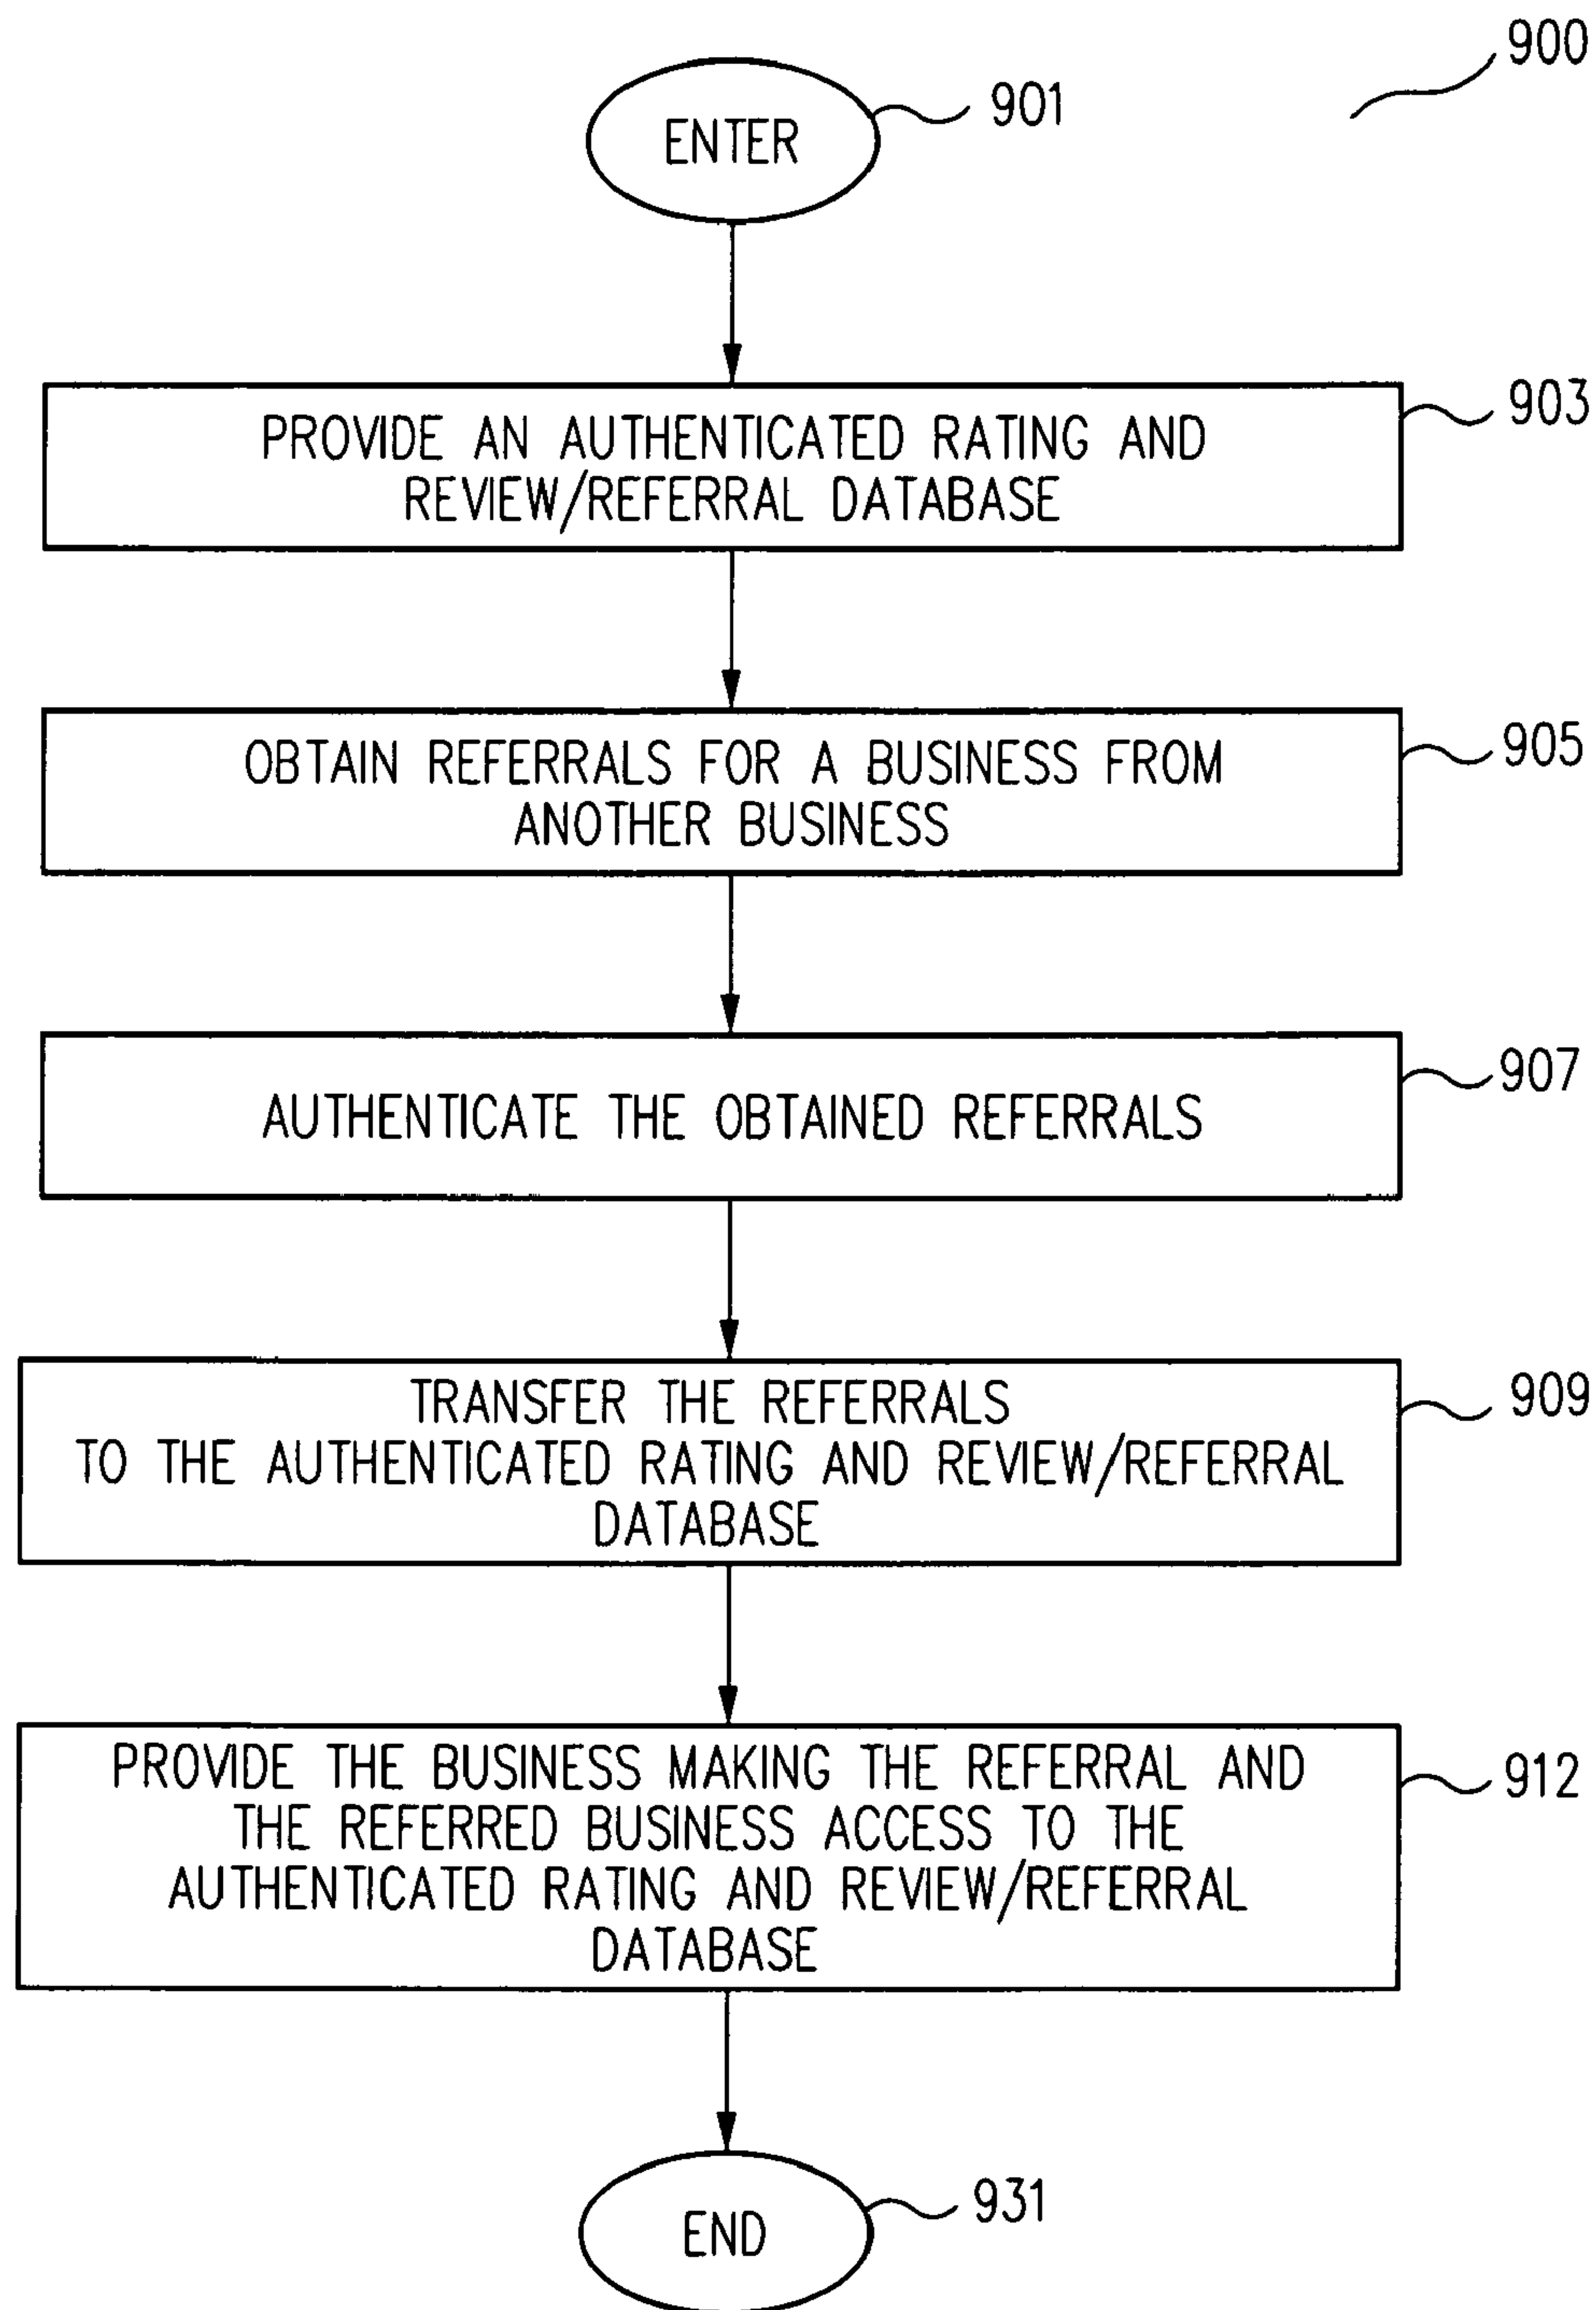 900
ENTER
901
PROVIDE AN AUTHENTICATED RATING AND
REVIEW/REFERRAL DATABASE
903
OBTAIN REFERRALS FOR A BUSINESS FROM
ANOTHER BUSINESS
905
AUTHENTICATE THE OBTAINED REFERRALS
907
TRANSFER THE REFERRALS
TO THE AUTHENTICATED RATING AND REVIEW/REFERRAL
DATABASE
909
PROVIDE THE BUSINESS MAKING THE REFERRAL AND
THE REFERRED BUSINESS ACCESS TO THE
AUTHENTICATED RATING AND REVIEW/REFERRAL
DATABASE
912
END
931